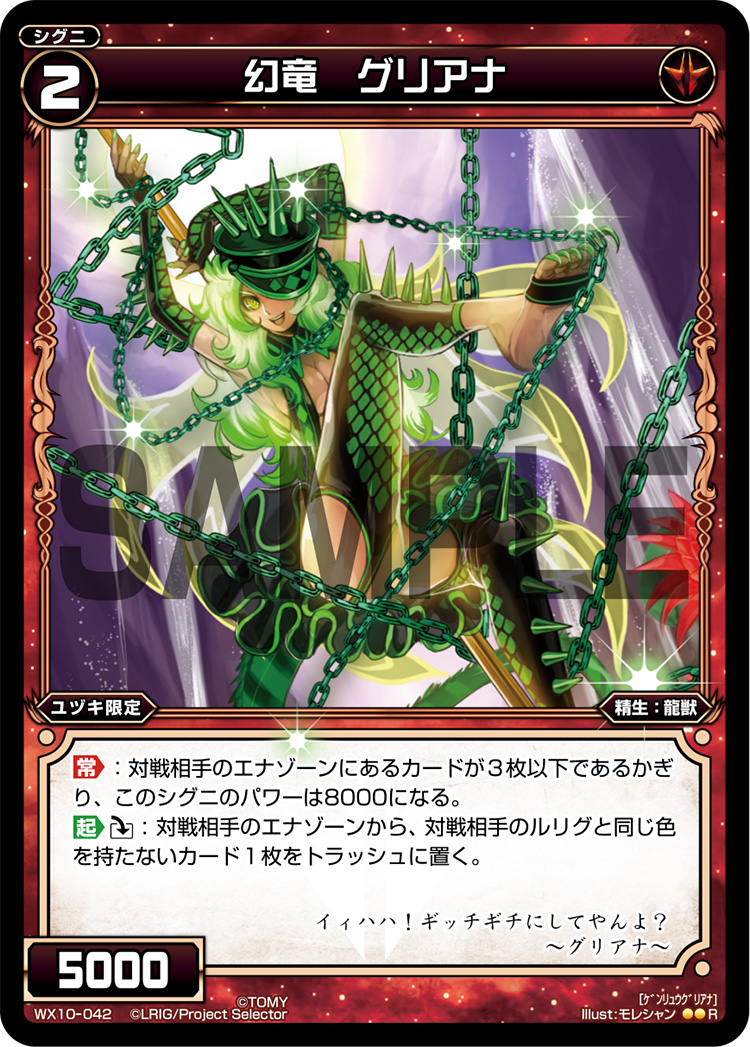 シグニ
2
幻竜 グリアナ
SAMPLE
ユヅキ限定
精生：龍獣
常：対戦相手のエナゾーンにあるカードが３枚以下であるかぎ
り、このシグニのパワーは8000になる。
起：対戦相手のエナゾーンから、対戦相手のルリグと同じ色
を持たないカード１枚をトラッシュに置く。
イィハハ！ギッチギチにしてやんよ？
～グリアナ～
5000
[ｹﾞﾝﾘｭｳｸﾞﾘｱﾅ]
©TOMY
WX10-042 ©LRIG/Project Selector
Illust:モレシャン R